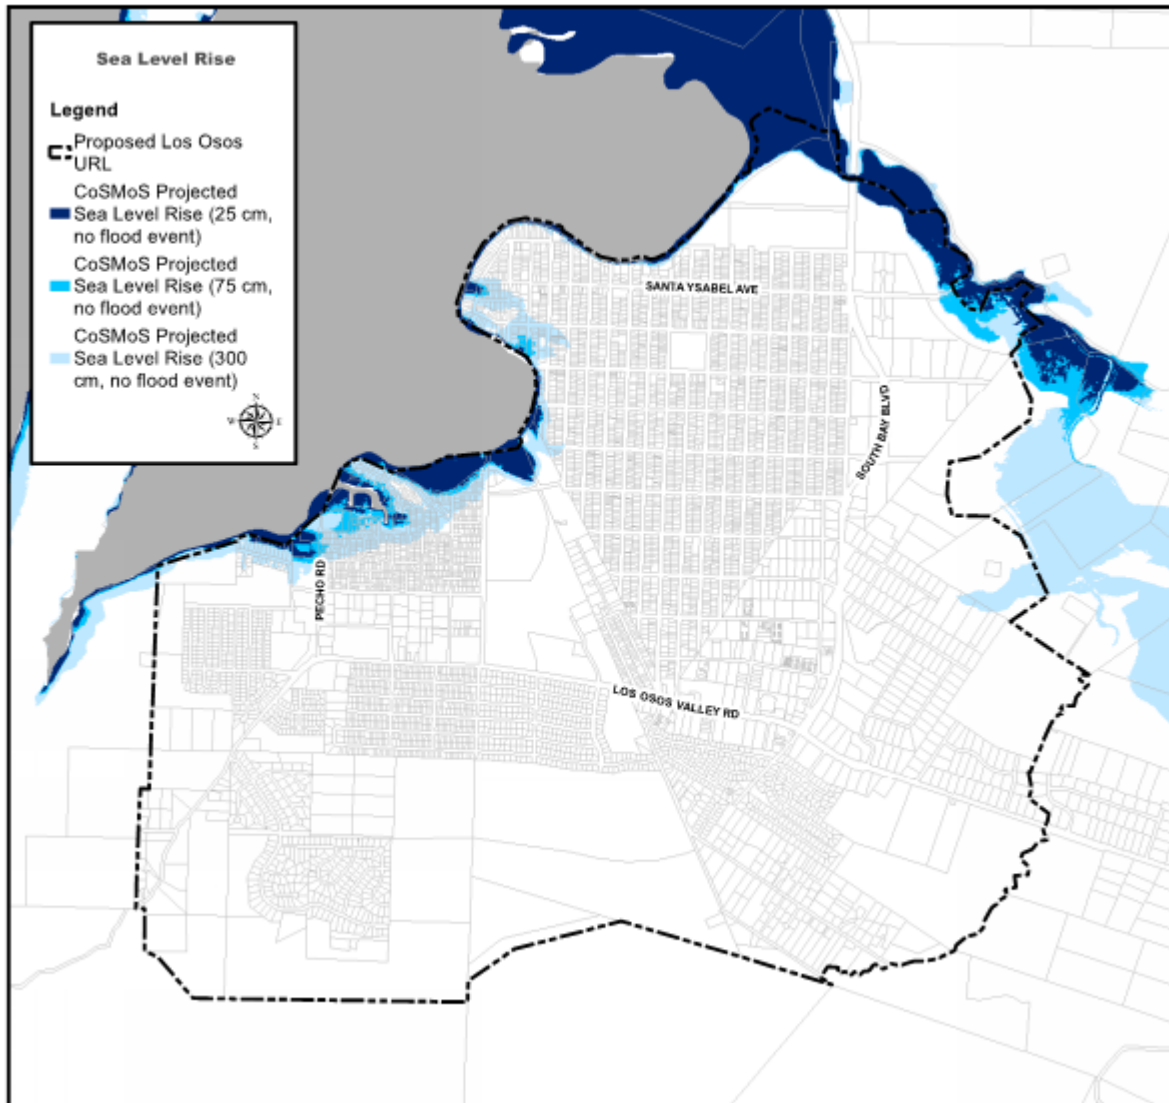 Sea Level Rise
Legend
Proposed Los Osos
URL
CoSMoS Projected
Sea Level Rise (25 cm,
no flood event)
CoSMoS Projected
Sea Level Rise (75 cm,
no flood event)
CoSMoS Projected
Sea Level Rise (300
cm, no flood event)
N
W
E
S
SANTA YSABEL AVE
SOUTH BAY BLVD
PECHO RD
LOS OSOS VALLEY RD